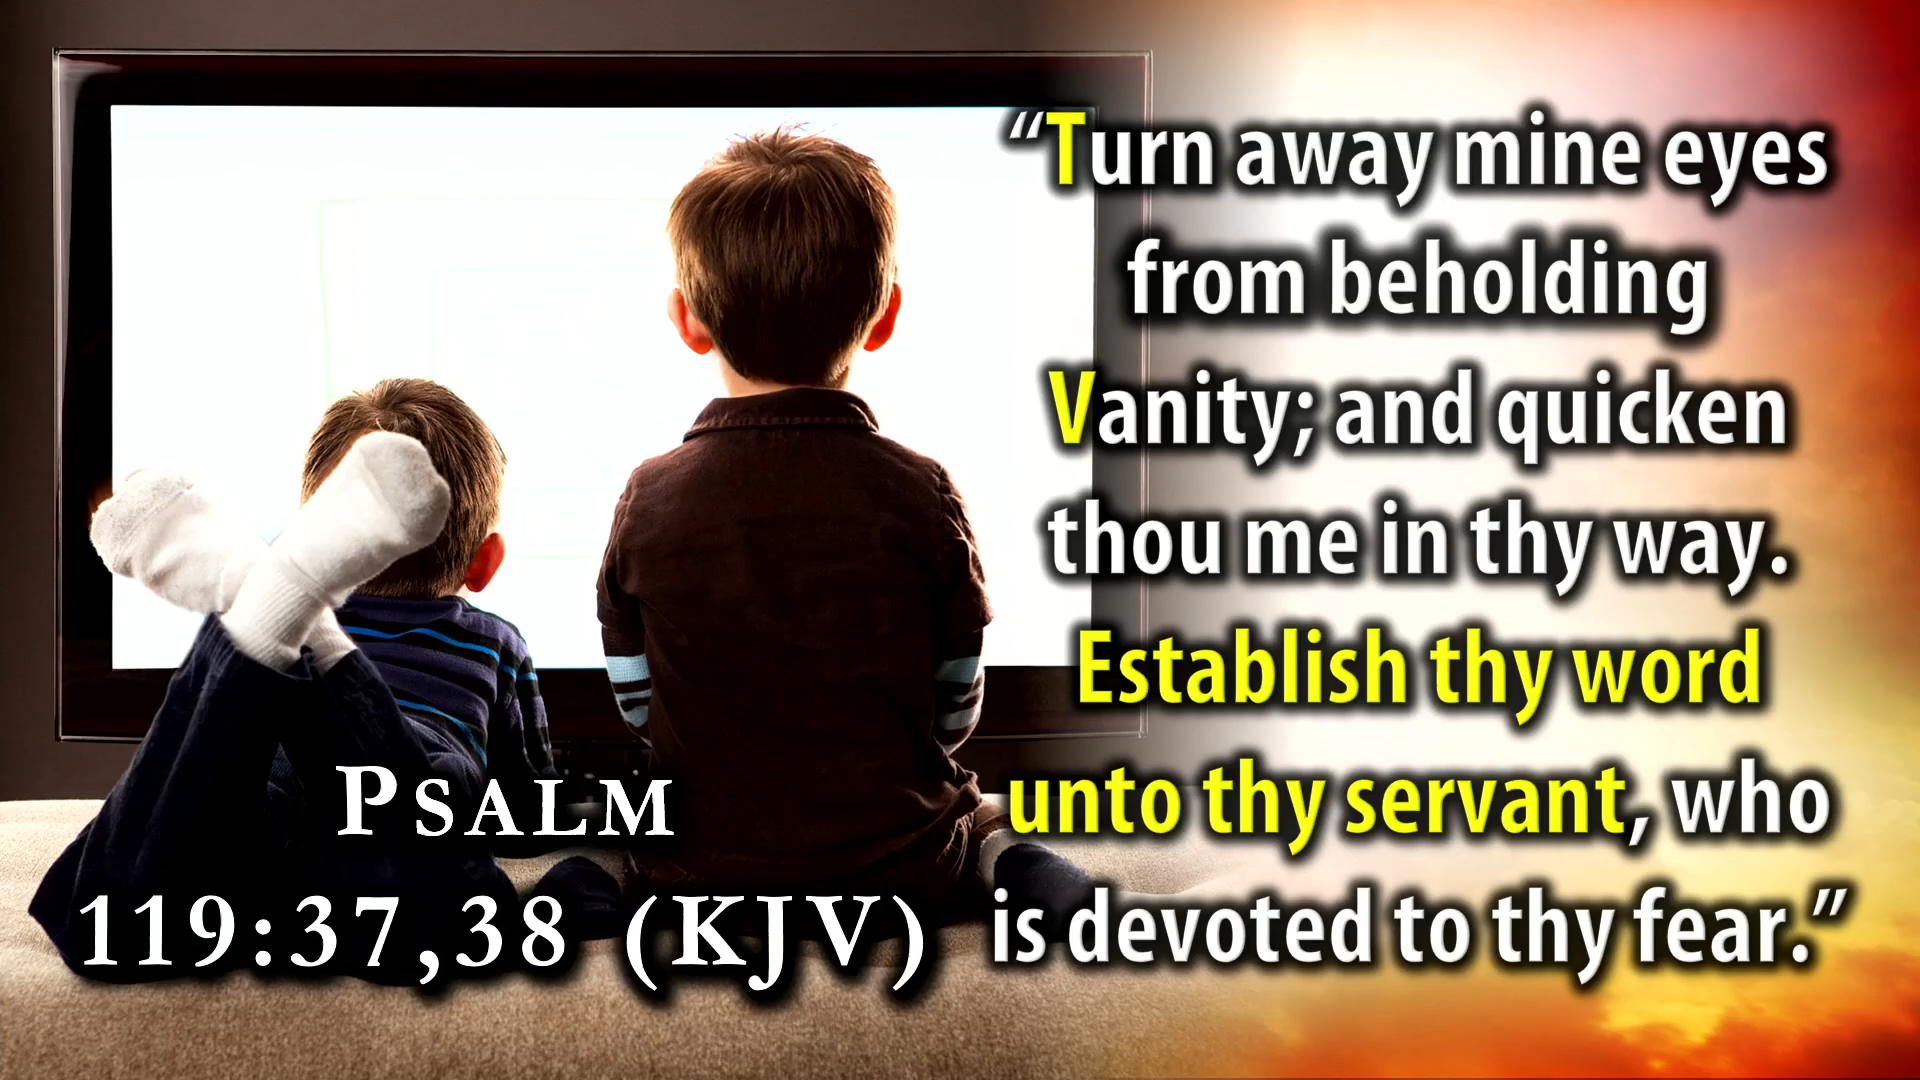 “Turn away mine eyes
from beholding
Vanity; and quicken
thou me in thy way.
Establish thy word
unto thy servant, who
is devoted to thy fear.”
Psalm
119:37,38 (KJV)